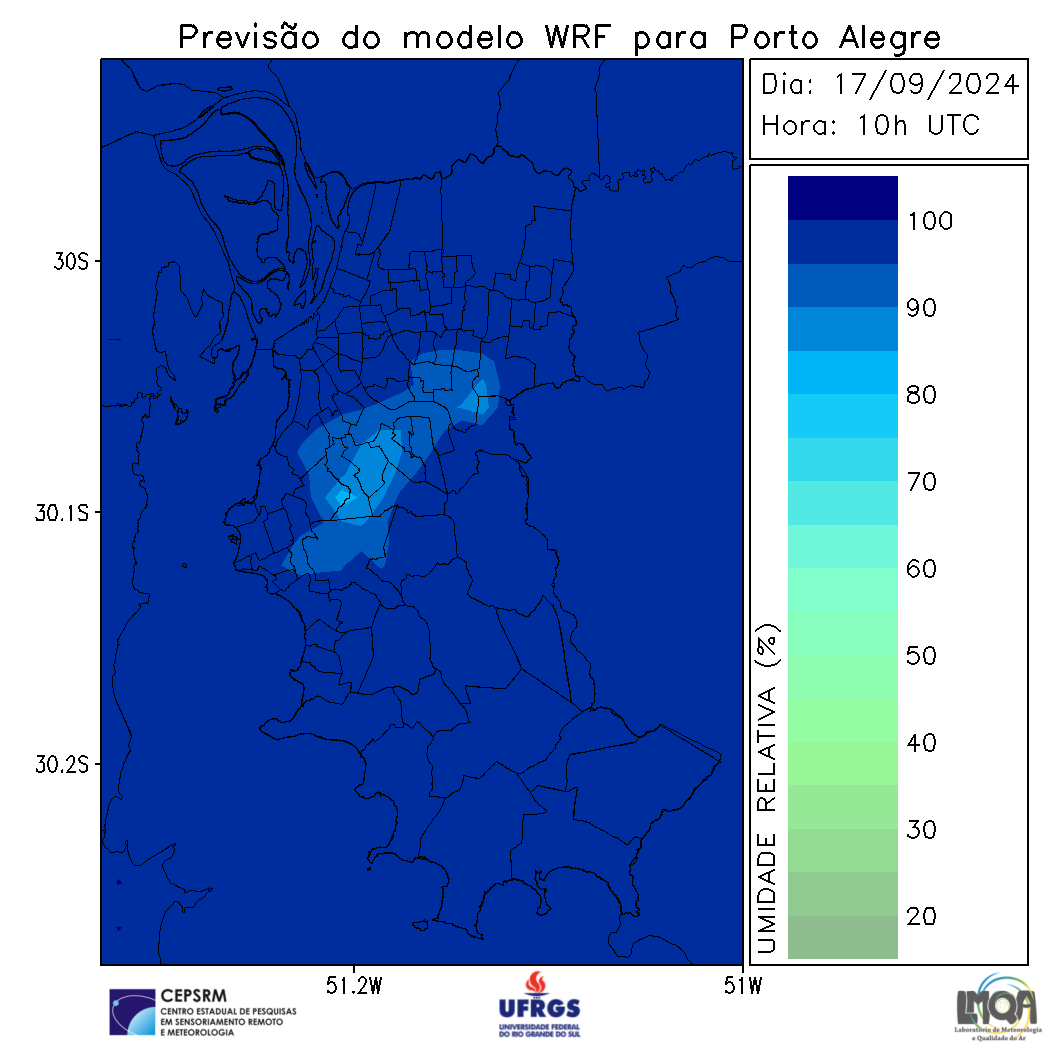 Previsão do modelo WRF para Porto Alegre
Dia: 17/09/2024
Hora: 10h UTC
30S
30.1S
30.2S
51.2W
51W
UMIDADE RELATIVA (%)
100
90
80
70
60
50
40
30
20
CEPSRM
CENTRO ESTADUAL DE PESQUISAS
EM SENSORIAMENTO REMOTO
E METEOROLOGIA
UFRGS
UNIVERSIDADE FEDERAL
DO RIO GRANDE DO SUL
LMQA
Laboratório de Meteorologia
e Qualidade do Ar